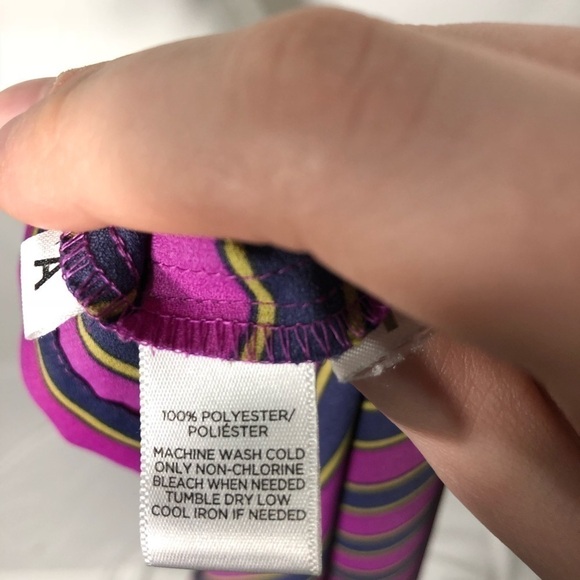 A
100% POLYESTER/
POLIÉSTER
MACHINE WASH COLD
ONLY NON-CHLORINE
BLEACH WHEN NEEDED
TUMBLE DRY LOW
COOL IRON IF NEEDED